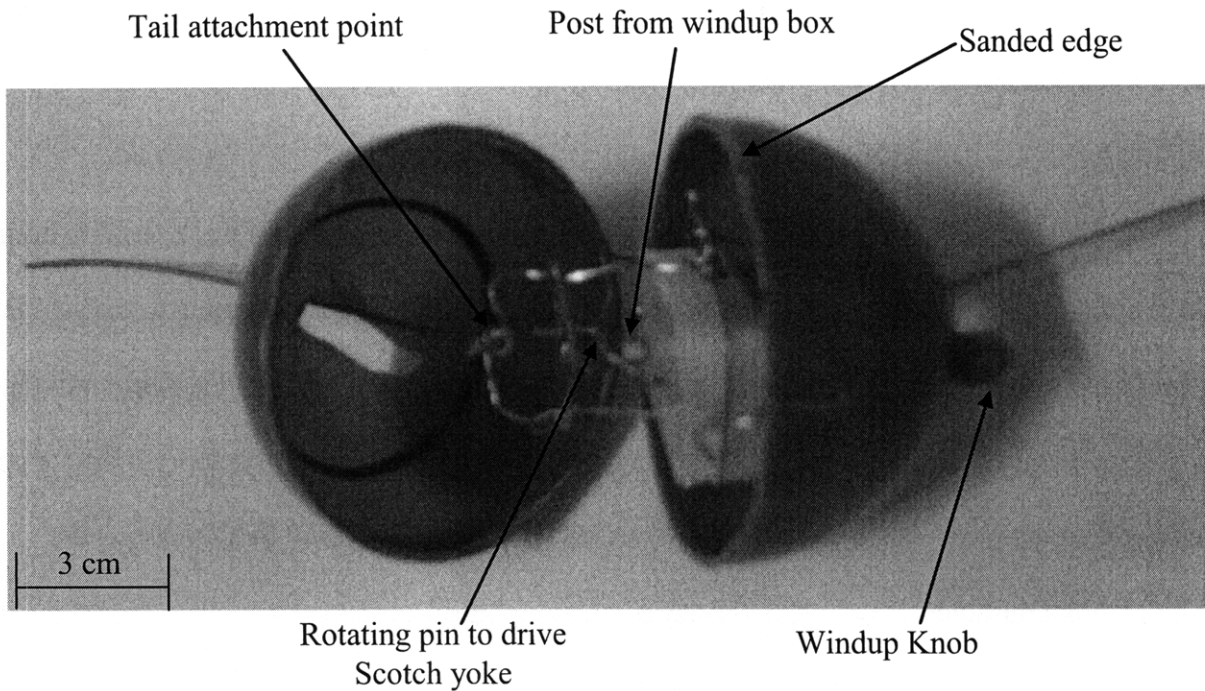 Tail attachment point
Post from windup box
Sanded edge
3 cm
Rotating pin to drive
Scotch yoke
Windup Knob